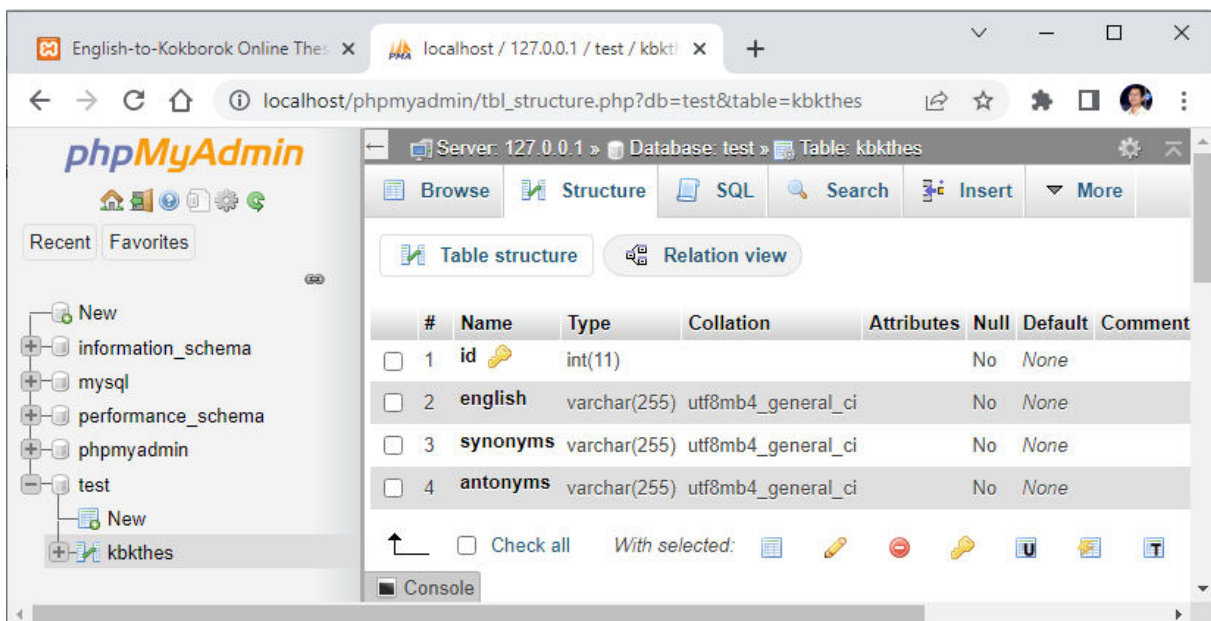 English-to-Kokborok Online Thes
PMA localhost / 127.0.0.1 / test / kbkth
localhost/phpmyadmin/tbl_structure.php?db=test&table=kbkthes
phpMyAdmin
Recent Favorites
New
information_schema
mysql
performance_schema
phpmyadmin
test
New
kbkthes
Server: 127.0.0.1 » Database: test » Table: kbkthes
Browse Structure SQL Search Insert More
Table structure Relation view
# Name Type Collation Attributes Null Default Comment
1 id int(11) No None
2 english varchar(255) utf8mb4_general_ci No None
3 synonyms varchar(255) utf8mb4_general_ci No None
4 antonyms varchar(255) utf8mb4_general_ci No None
Check all With selected: U T
Console